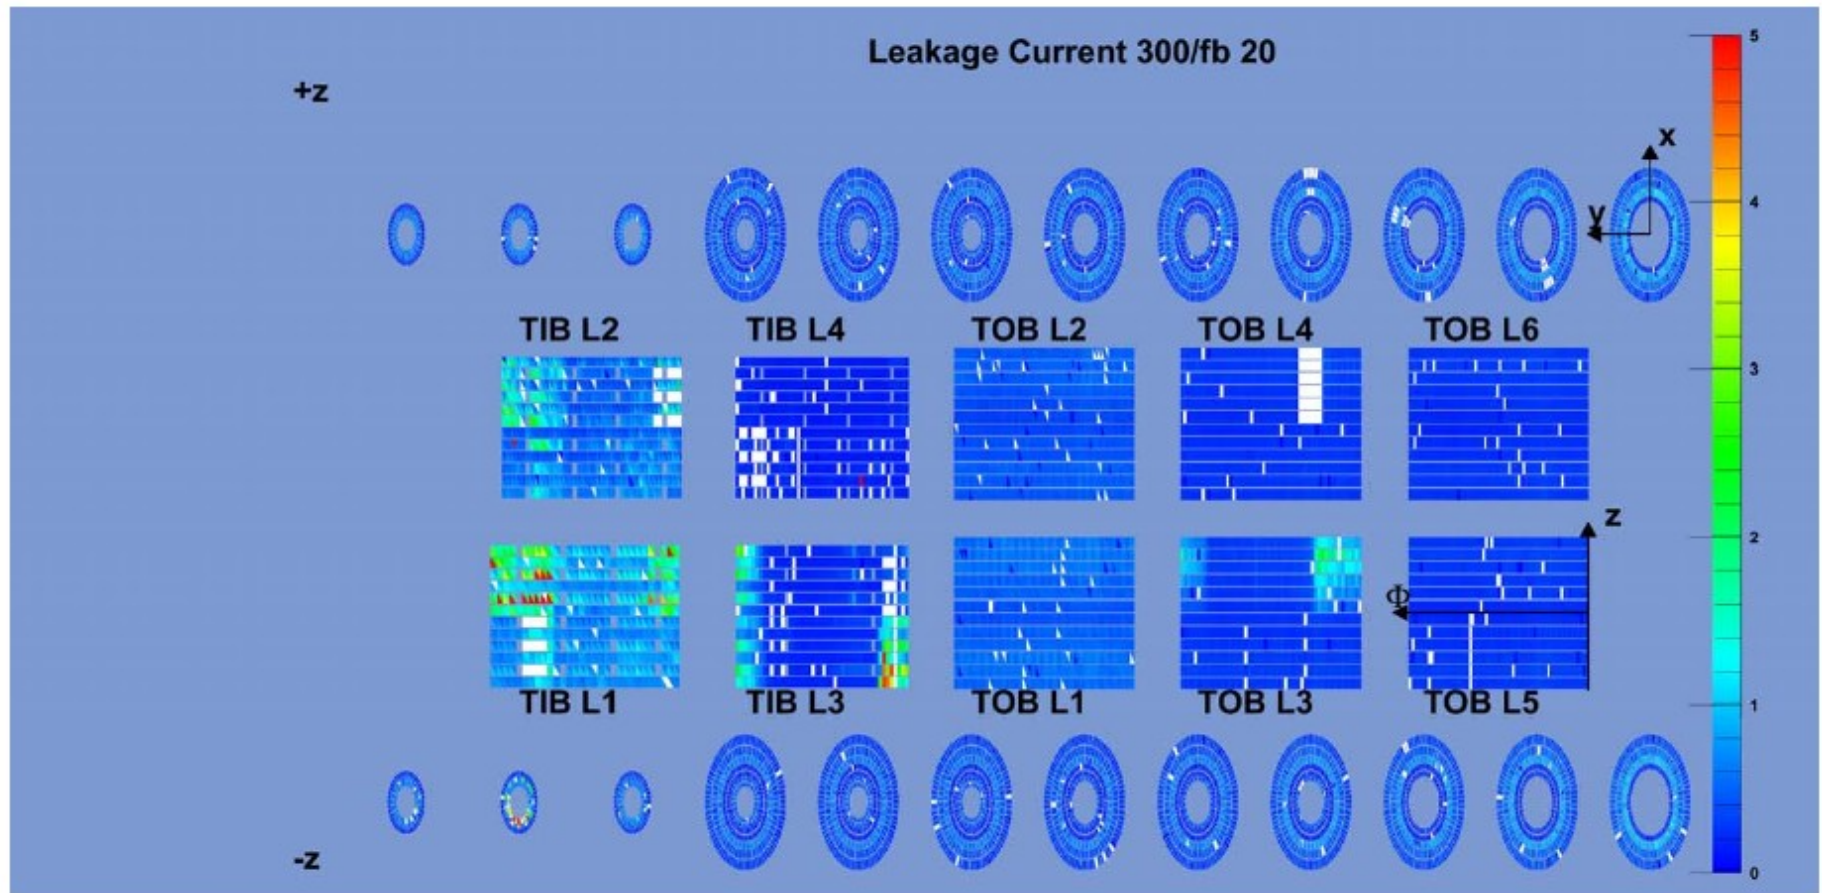 Leakage Current 300/fb 20
+z
x
y
TIB L2 TIB L4 TOB L2 TOB L4 TOB L6
z
Φ
TIB L1 TIB L3 TOB L1 TOB L3 TOB L5
-z
5
4
3
2
1
0